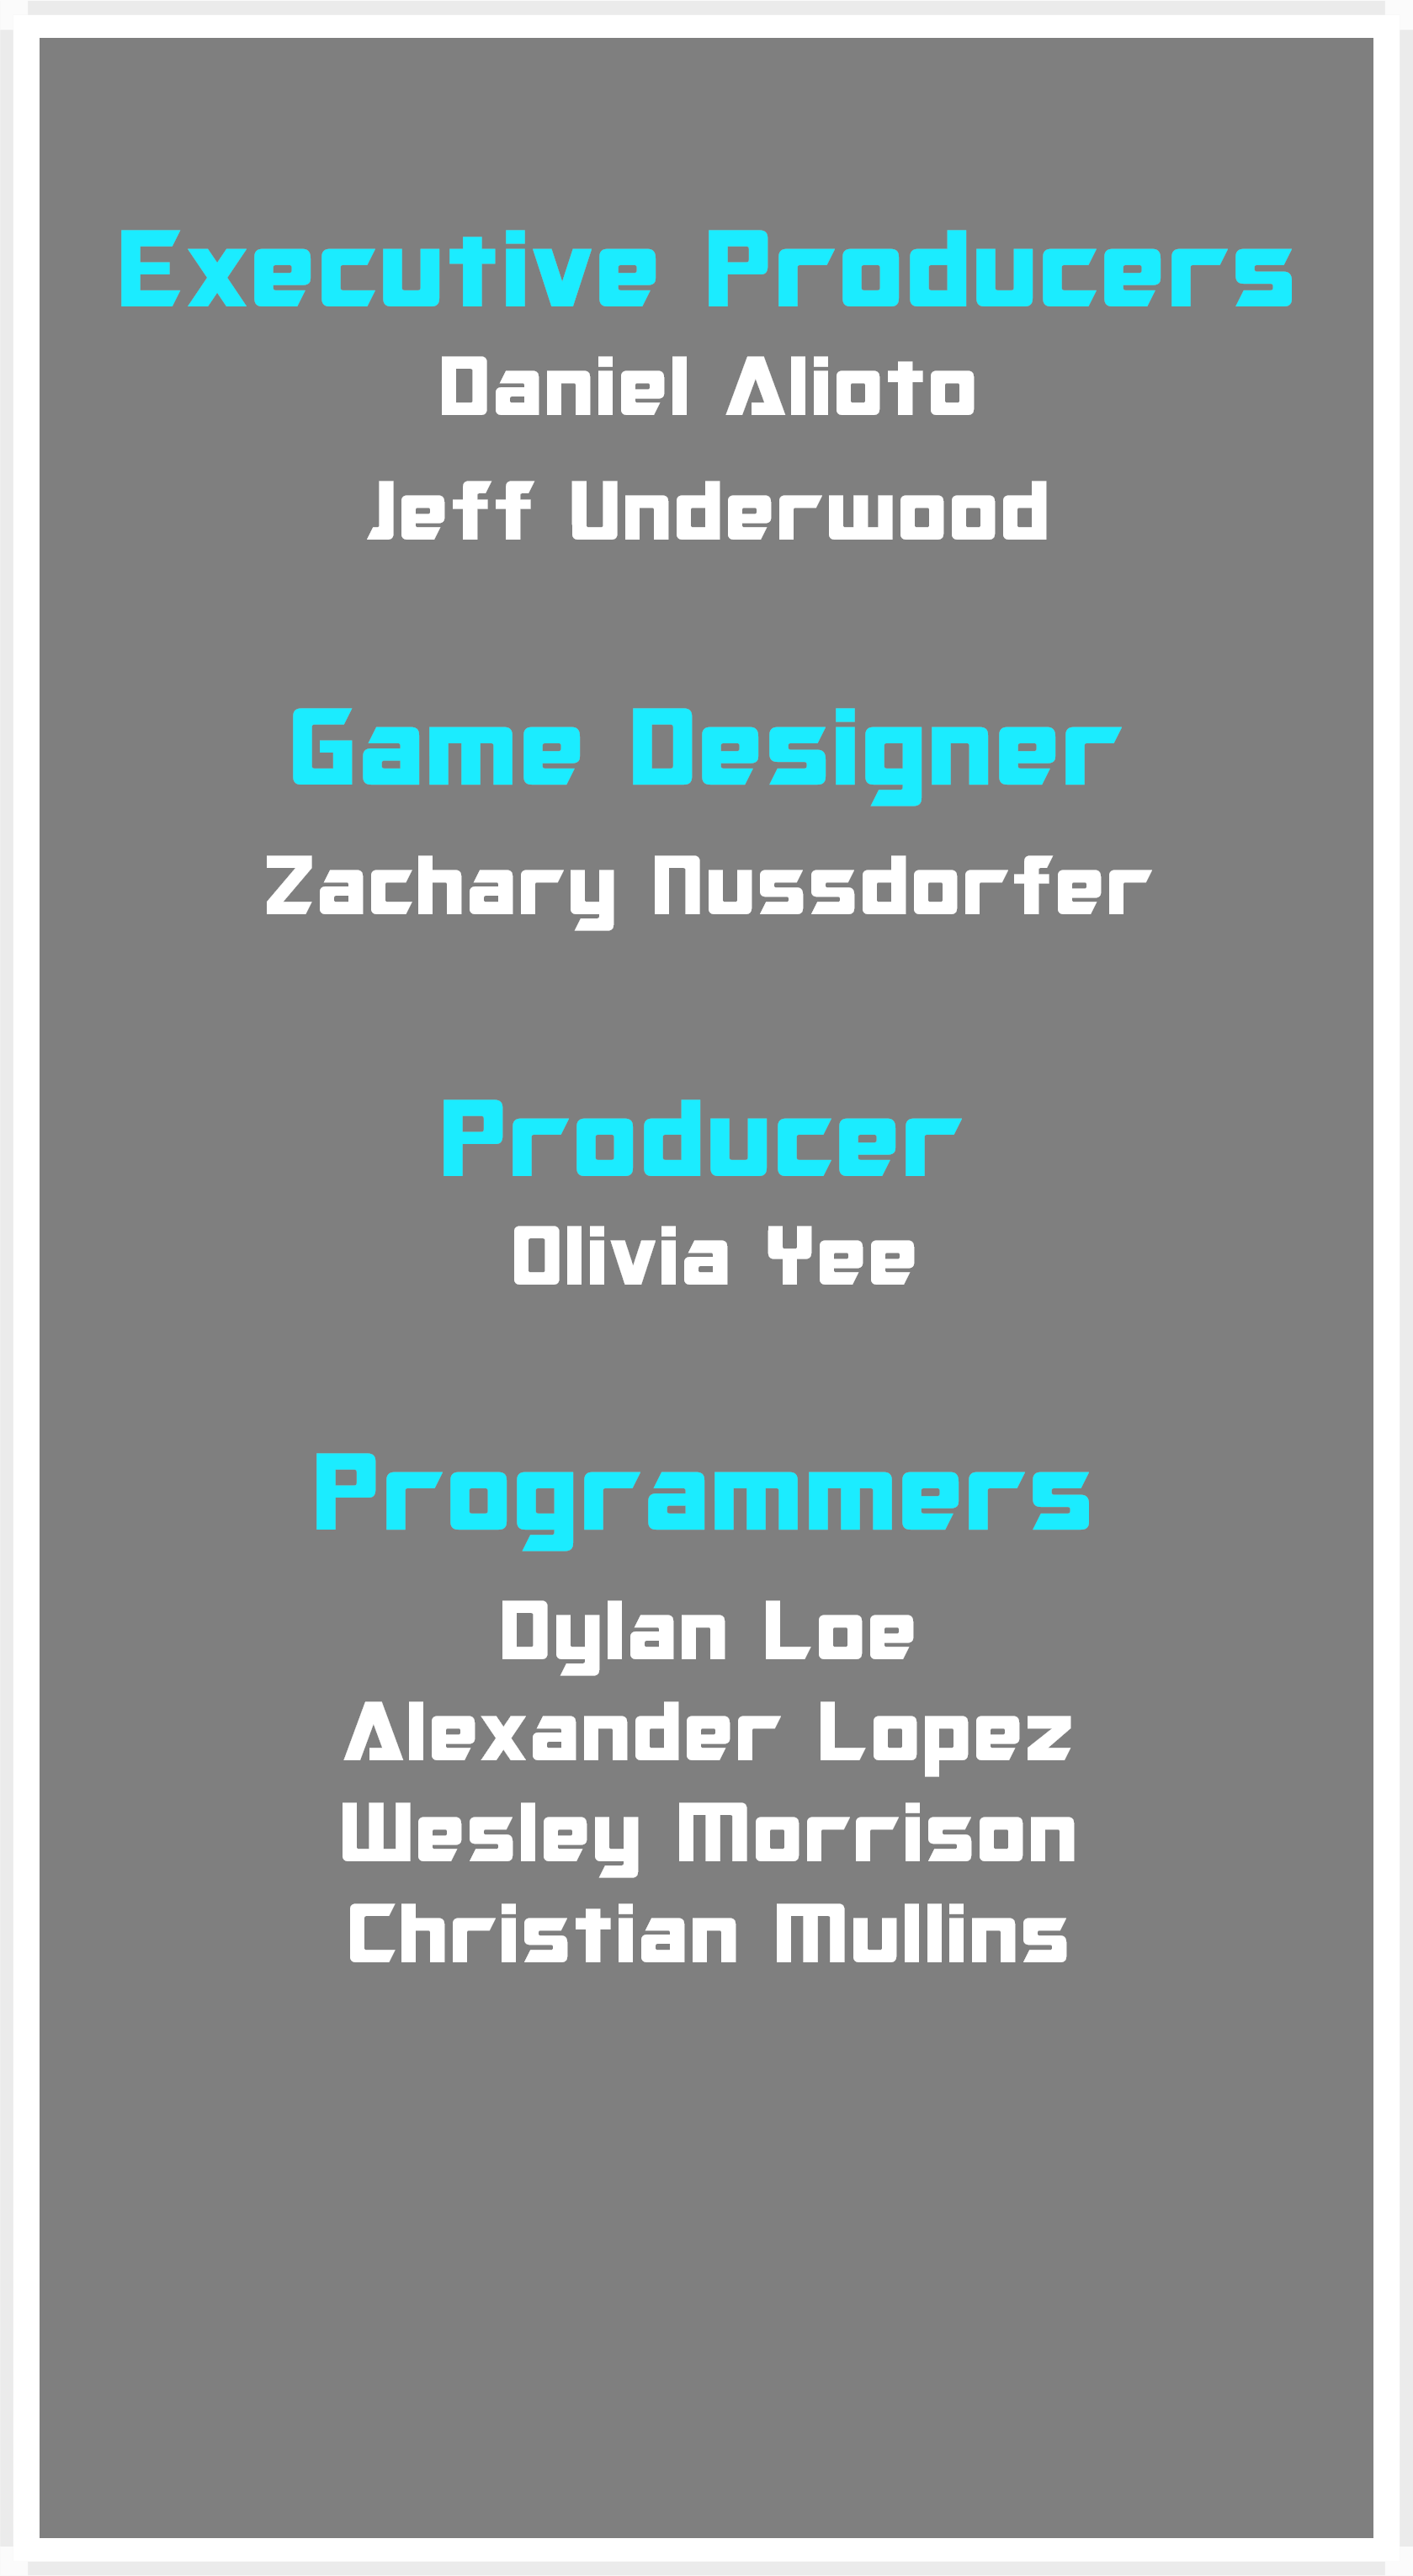 Executive Producers
Daniel Alioto
Jeff Underwood
Game Designer
Zachary Nussdorfer
Producer
Olivia Yee
Programmers
Dylan Loe
Alexander Lopez
Wesley Morrison
Christian Mullins